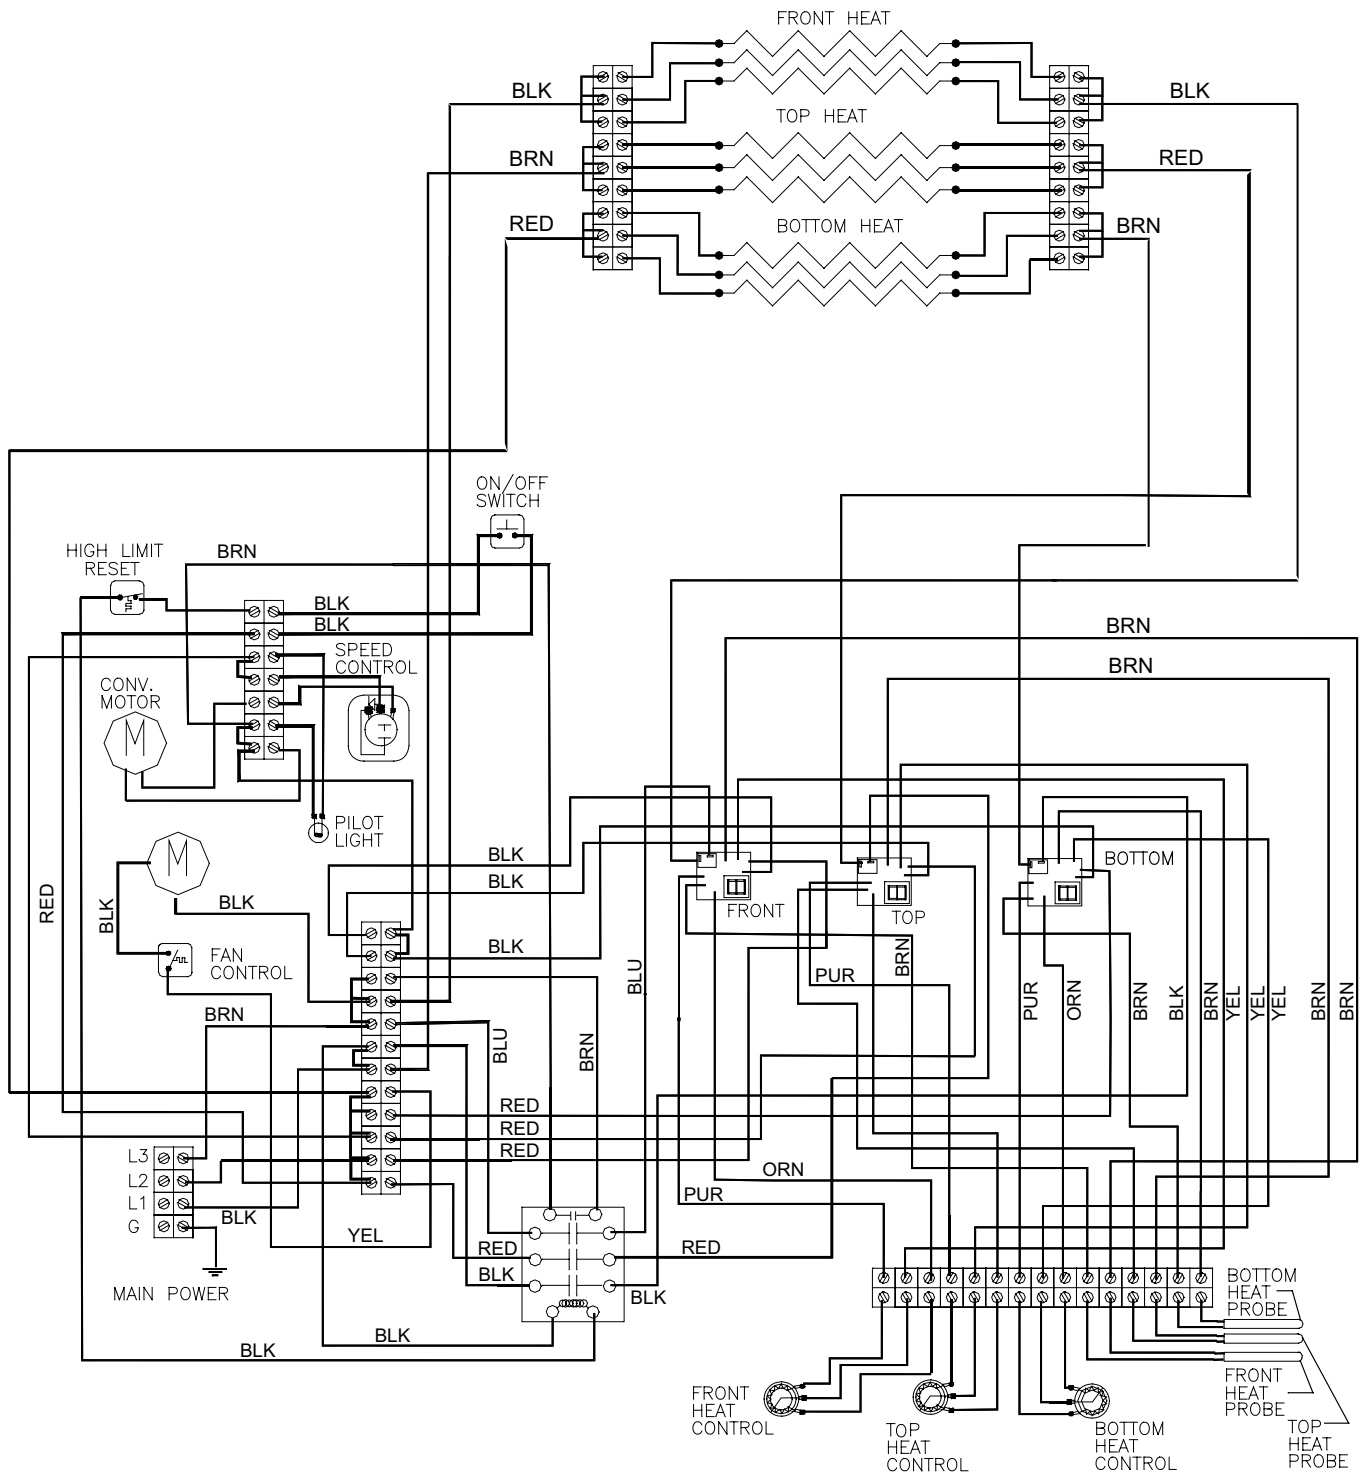 FRONT HEAT
BLK
BLK
TOP HEAT
BRN
RED
RED
BOTTOM HEAT
BRN
ON/OFF
SWITCH
HIGH LIMIT
RESET
BRN
BLK
BLK
SPEED
CONTROL
CONV.
MOTOR
M
PILOT
LIGHT
BRN
BRN
M
BLK
BLK
BLK
BLK
BLK
RED
FAN
CONTROL
FRONT
TOP
BOTTOM
BRN
PUR
BLU
BLU
BRN
PUR
ORN
BRN
BLK
BRN
YEL
YEL
YEL
BRN
BRN
BRN
RED
RED
RED
L3
L2
L1
G
BLK
YEL
MAIN POWER
ORN
PUR
RED
BLK
RED
BLK
BLK
BLK
BOTTOM
HEAT
PROBE
FRONT
HEAT
PROBE
TOP
HEAT
PROBE
FRONT
HEAT
CONTROL
TOP
HEAT
CONTROL
BOTTOM
HEAT
CONTROL